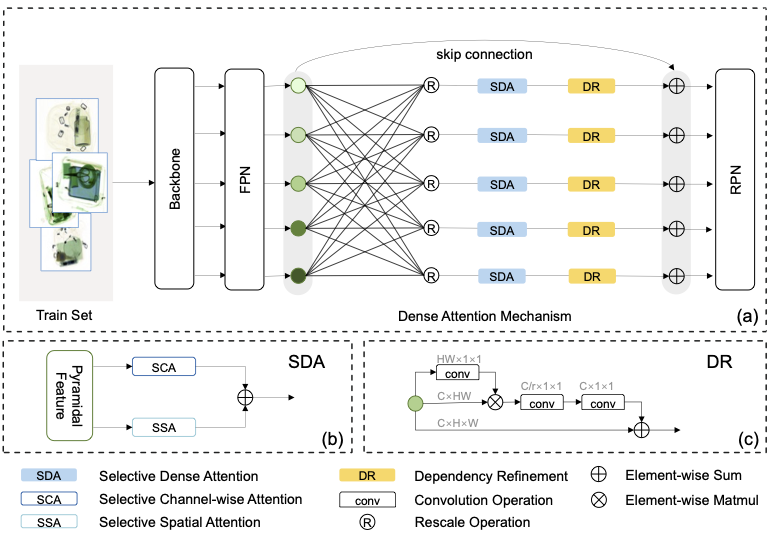 skip connection
Backbone
FPN
R SDA DR
R SDA DR
R SDA DR
R SDA DR
R SDA DR
RPN
Train Set
Dense Attention Mechanism
(a)
Pyramidal
Feature
SCA
SSA
SDA
(b)
HW×1×1
conv
C×HW
C×H×W
C/r×1×1
conv
C×1×1
conv
DR
(c)
SDA Selective Dense Attention
DR Dependency Refinement
Element-wise Sum
SCA Selective Channel-wise Attention
conv Convolution Operation
Element-wise Matmul
SSA Selective Spatial Attention
R Rescale Operation